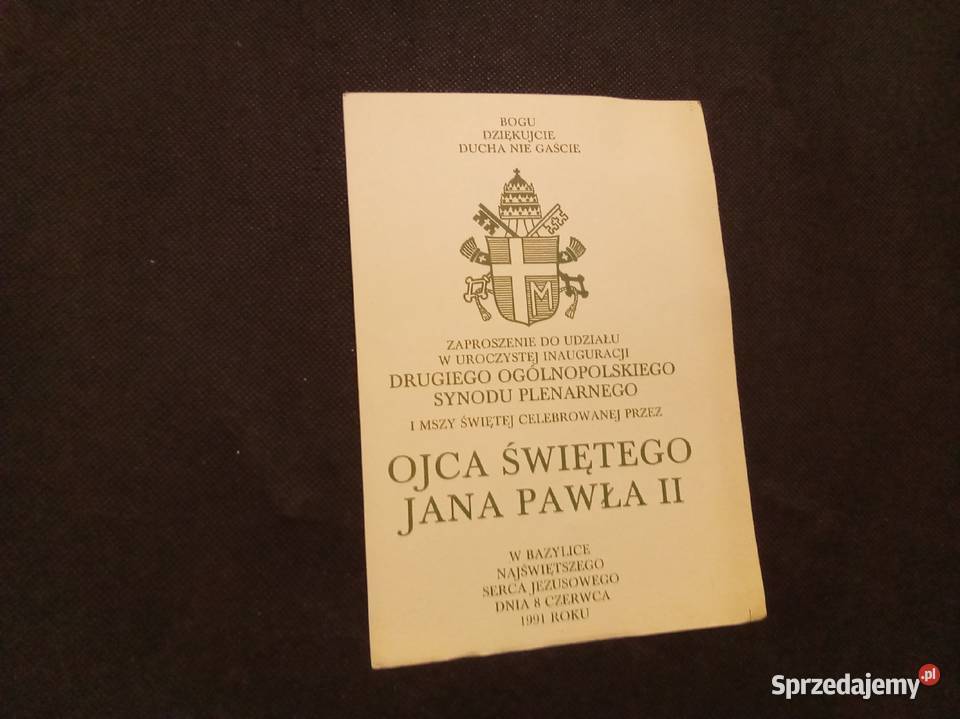 BOGU
DZIĘKUJCIE
DUCHA NIE GAŚCIE
M
ZAPROSZENIE DO UDZIAŁU
W UROCZYSTEJ INAUGURACJI
DRUGIEGO OGÓLNOPOLSKIEGO
SYNODU PLENARNEGO
I MSZY ŚWIĘTEJ CELEBROWANEJ PRZEZ
OJCA ŚWIĘTEGO
JANA PAWŁA II
W BAZYLICE
NAJŚWIĘTSZEGO
SERCA JEZUSOWEGO
DNIA 8 CZERWCA
1991 ROKU
Sprzedajemy.pl